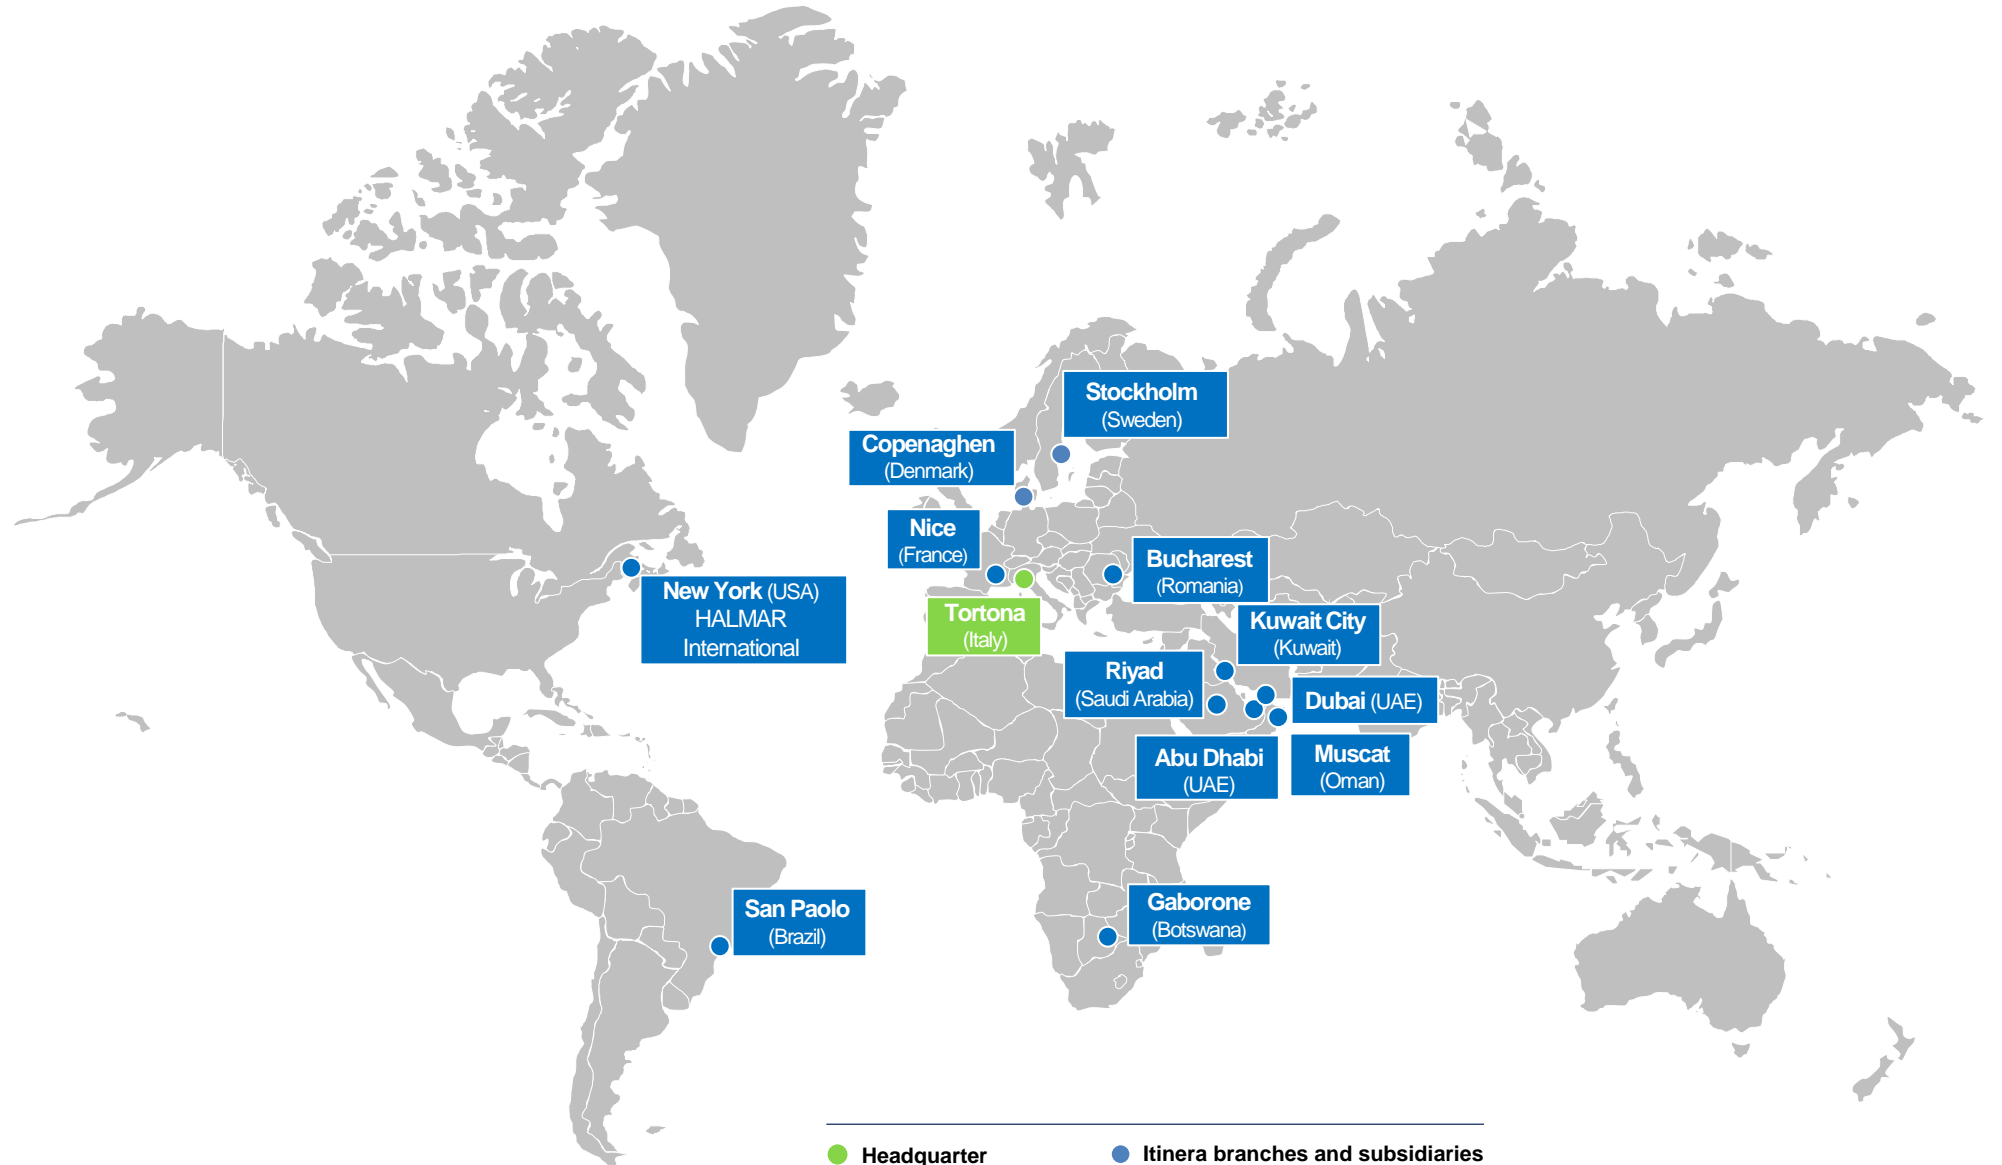 Stockholm
(Sweden)
Copenaghen
(Denmark)
Nice
(France)
Bucharest
(Romania)
New York (USA)
HALMAR
International
Tortona
(Italy)
Kuwait City
(Kuwait)
Riyad
(Saudi Arabia)
Dubai (UAE)
Abu Dhabi
(UAE)
Muscat
(Oman)
San Paolo
(Brazil)
Gaborone
(Botswana)
Headquarter
Itinera branches and subsidiaries